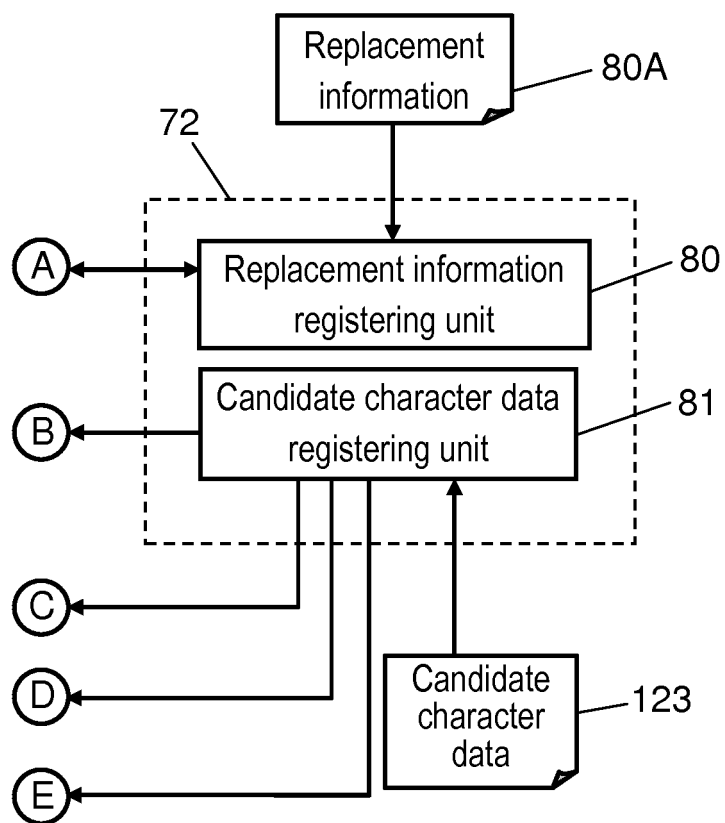 Replacement
information
80A
72
A
Replacement information
registering unit
80
B
Candidate character data
registering unit
81
C
D
Candidate
character
data
123
E